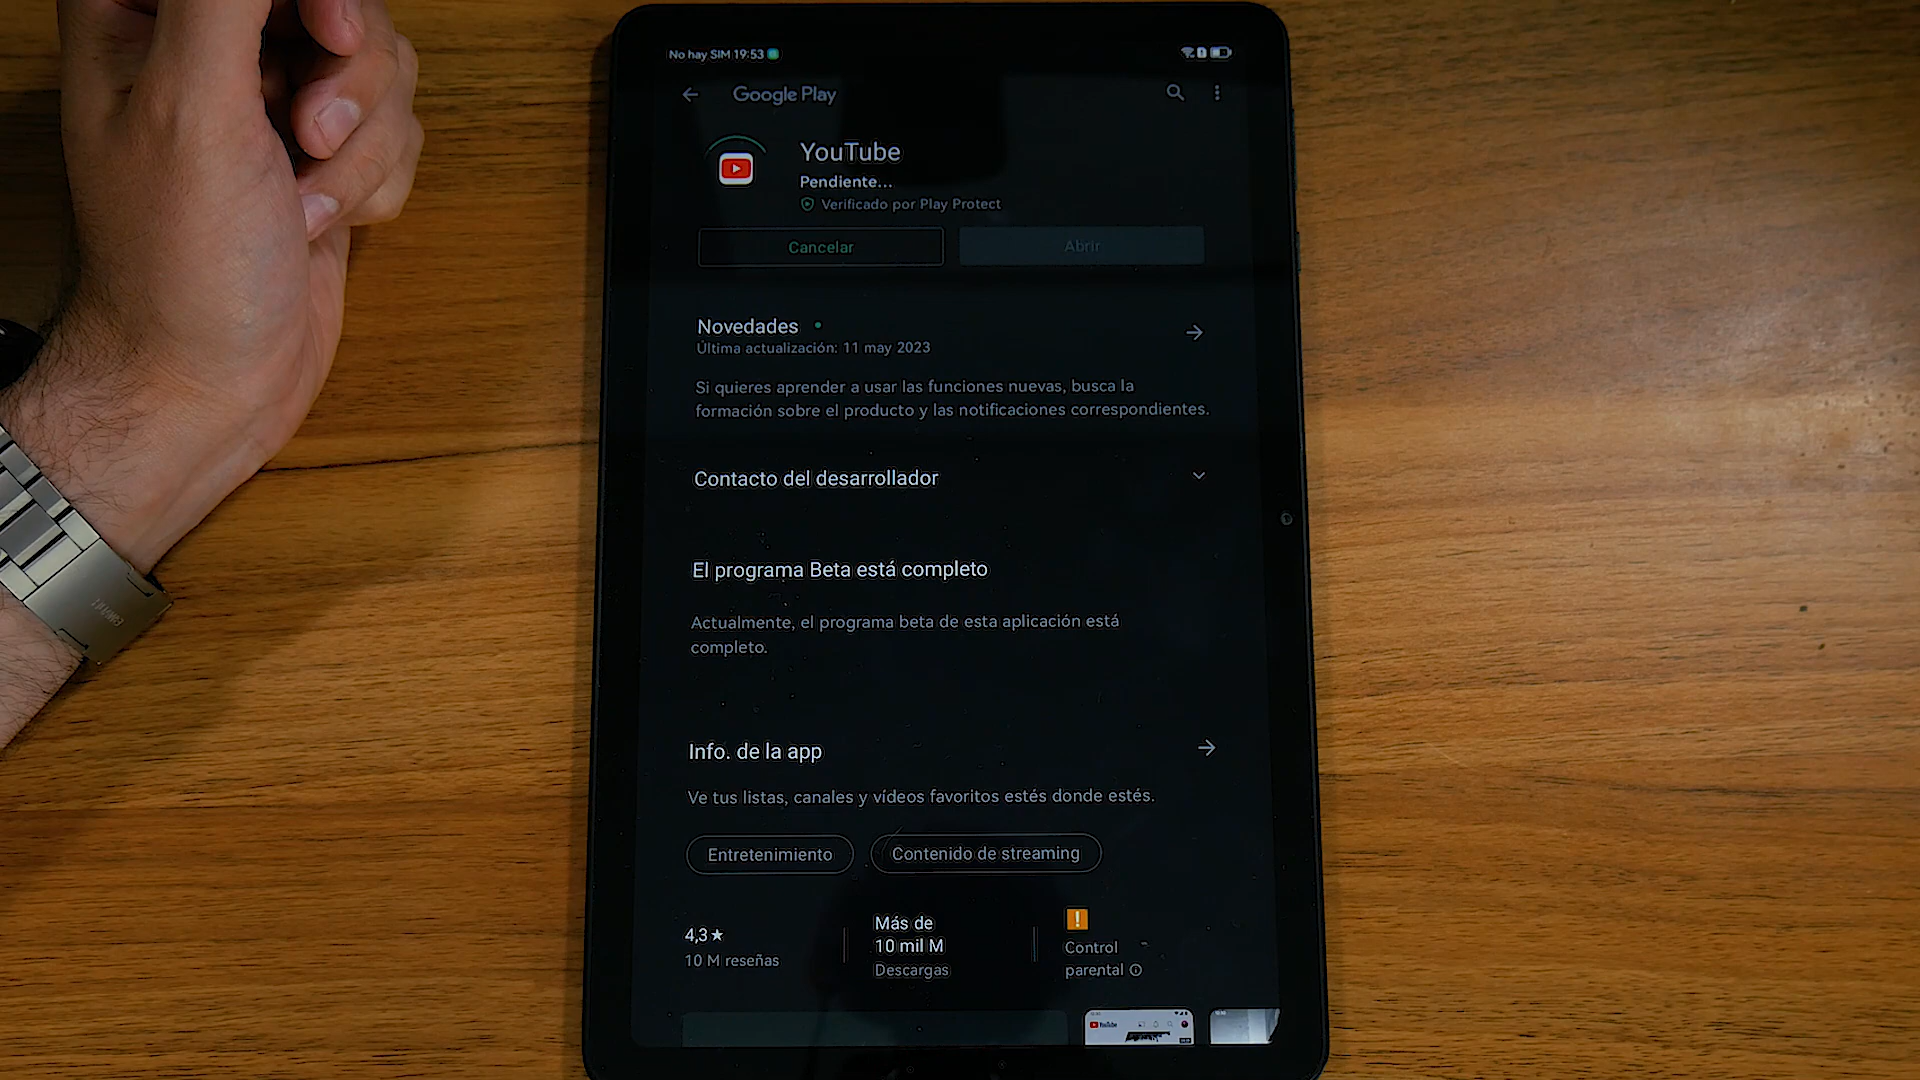 No hay SIM 19:53
Google Play
YouTube
Pendiente...
Verificado por Play Protect
Cancelar
Abrir
Novedades
Última actualización: 11 may 2023
Si quieres aprender a usar las funciones nuevas, busca la
formación sobre el producto y las notificaciones correspondientes.
Contacto del desarrollador
El programa Beta está completo
Actualmente, el programa beta de esta aplicación está
completo.
Info. de la app
Ve tus listas, canales y vídeos favoritos estés donde estés.
Entretenimiento
Contenido de streaming
4,3★
10 M reseñas
Más de
10 mil M
Descargas
Control
parental
YouTube